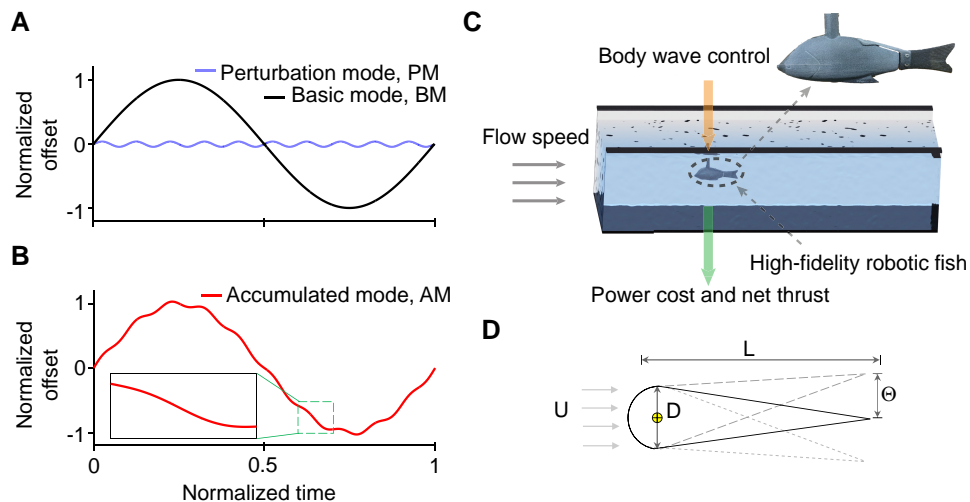 A
Perturbation mode, PM
Basic mode, BM
Normalized
offset
1
0
-1
B
Accumulated mode, AM
Normalized
offset
1
0
-1
0
0.5
1
Normalized time
C
Body wave control
Flow speed
High-fidelity robotic fish
Power cost and net thrust
D
L
U
D
Θ